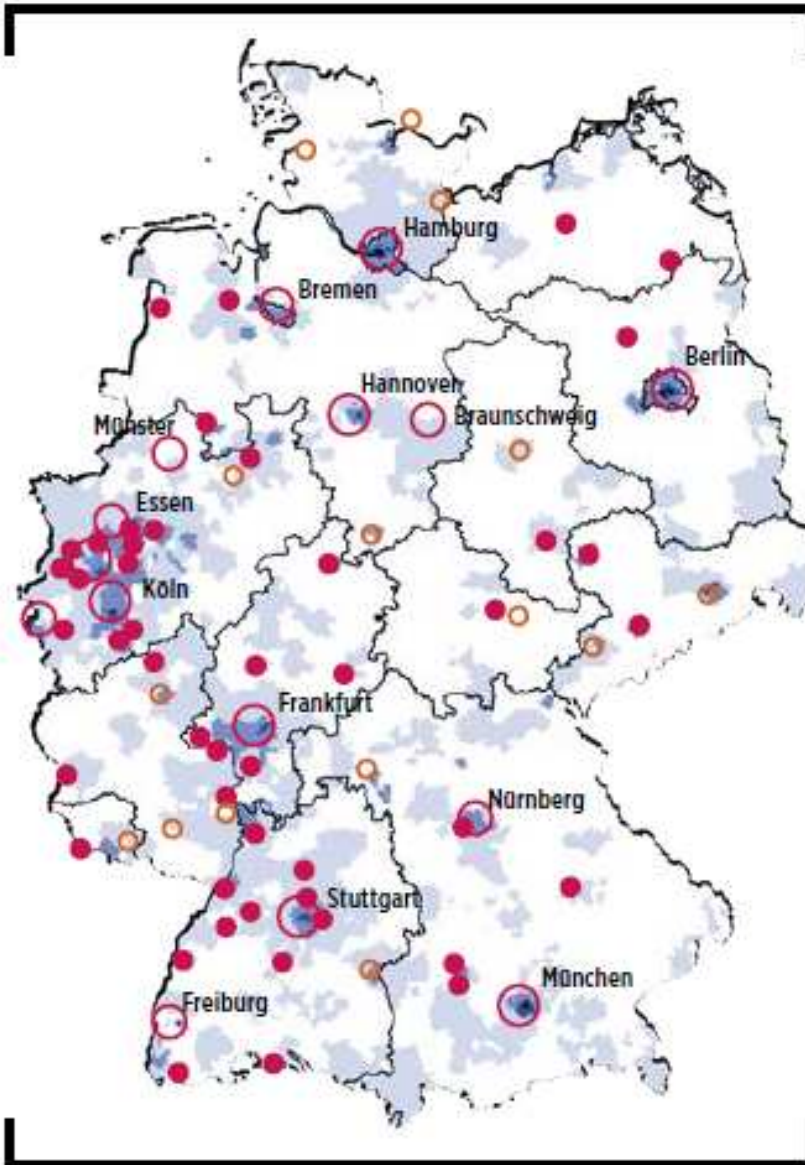 Hamburg
Bremen
Berlin
Hannover
Braunschweig
Münster
Essen
Köln
Frankfurt
Nürnberg
Stuttgart
München
Freiburg